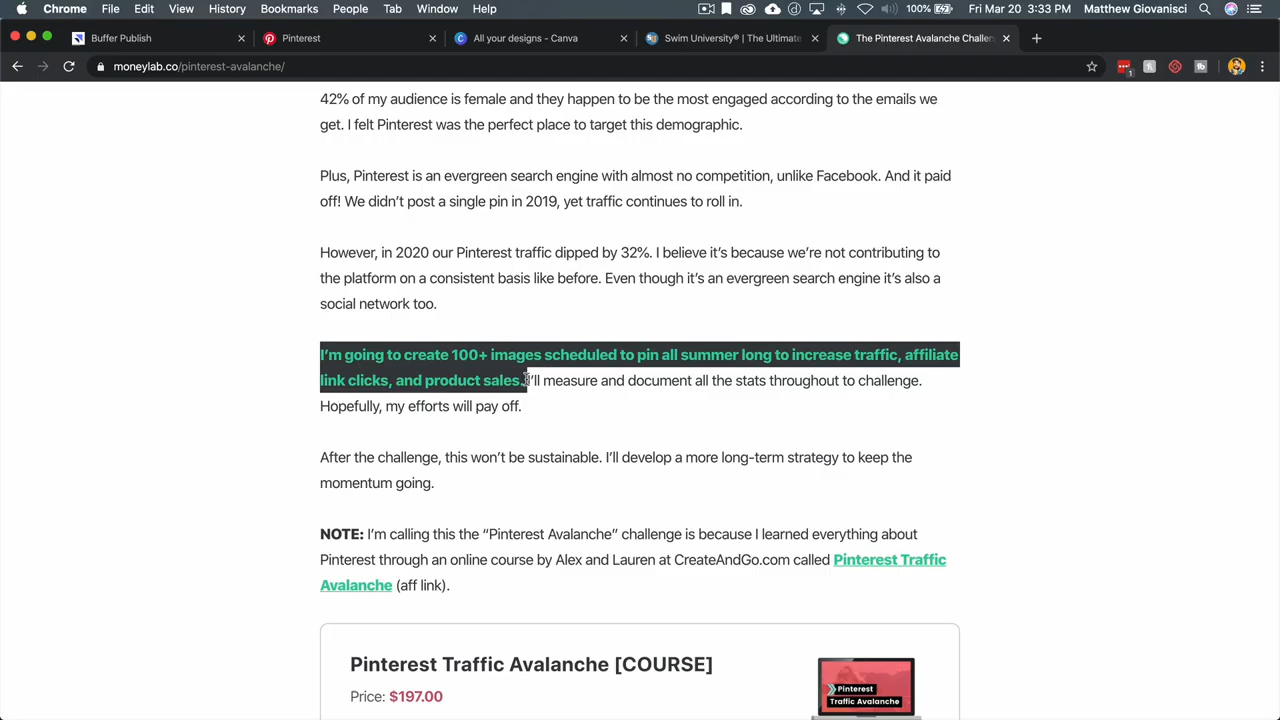 Chrome File Edit View History Bookmarks People Tab Window Help 100% Fri Mar 20 3:33 PM Matthew Giovanisci
Buffer Publish Pinterest All your designs - Canva Swim University® | The Ultimate The Pinterest Avalanche Challen
moneylab.co/pinterest-avalanche/ 1
42% of my audience is female and they happen to be the most engaged according to the emails we
get. I felt Pinterest was the perfect place to target this demographic.
Plus, Pinterest is an evergreen search engine with almost no competition, unlike Facebook. And it paid
off! We didn’t post a single pin in 2019, yet traffic continues to roll in.
However, in 2020 our Pinterest traffic dipped by 32%. I believe it’s because we’re not contributing to
the platform on a consistent basis like before. Even though it’s an evergreen search engine it’s also a
social network too.
I’m going to create 100+ images scheduled to pin all summer long to increase traffic, affiliate
link clicks, and product sales. I’ll measure and document all the stats throughout to challenge.
Hopefully, my efforts will pay off.
After the challenge, this won’t be sustainable. I’ll develop a more long-term strategy to keep the
momentum going.
NOTE: I’m calling this the “Pinterest Avalanche” challenge is because I learned everything about
Pinterest through an online course by Alex and Lauren at CreateAndGo.com called Pinterest Traffic
Avalanche (aff link).
Pinterest Traffic Avalanche [COURSE]
Price: $197.00
Pinterest
Traffic Avalanche